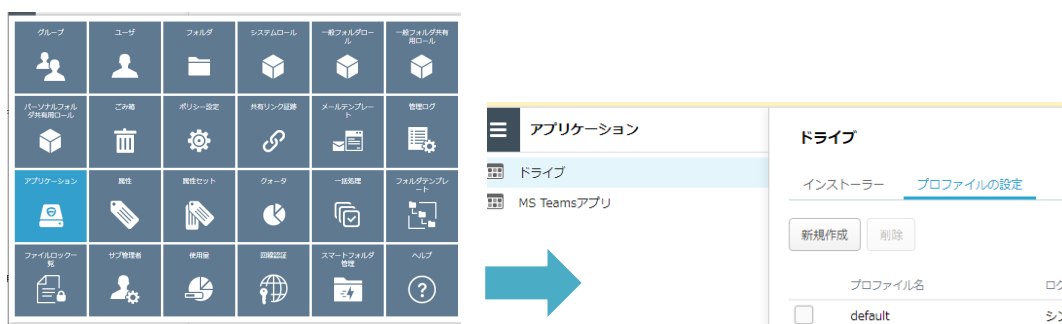 グループ
ユーザ
フォルダ
システムロール
一般フォルダロー
ル
一般フォルダ共有
用ロール
パーソナルフォル
ダ共有用ロール
ごみ箱
ポリシー設定
共有リンク証跡
メールテンプレー
ト
管理ログ
アプリケーション
属性
属性セット
クォータ
一括処理
フォルダテンプレ
ート
ファイルロック一
覧
サブ管理者
使用量
回線認証
スマートフォルダ
管理
ヘルプ
アプリケーション
ドライブ
MS Teamsアプリ
ドライブ
インストーラー
プロファイルの設定
新規作成
削除
プロファイル名
default